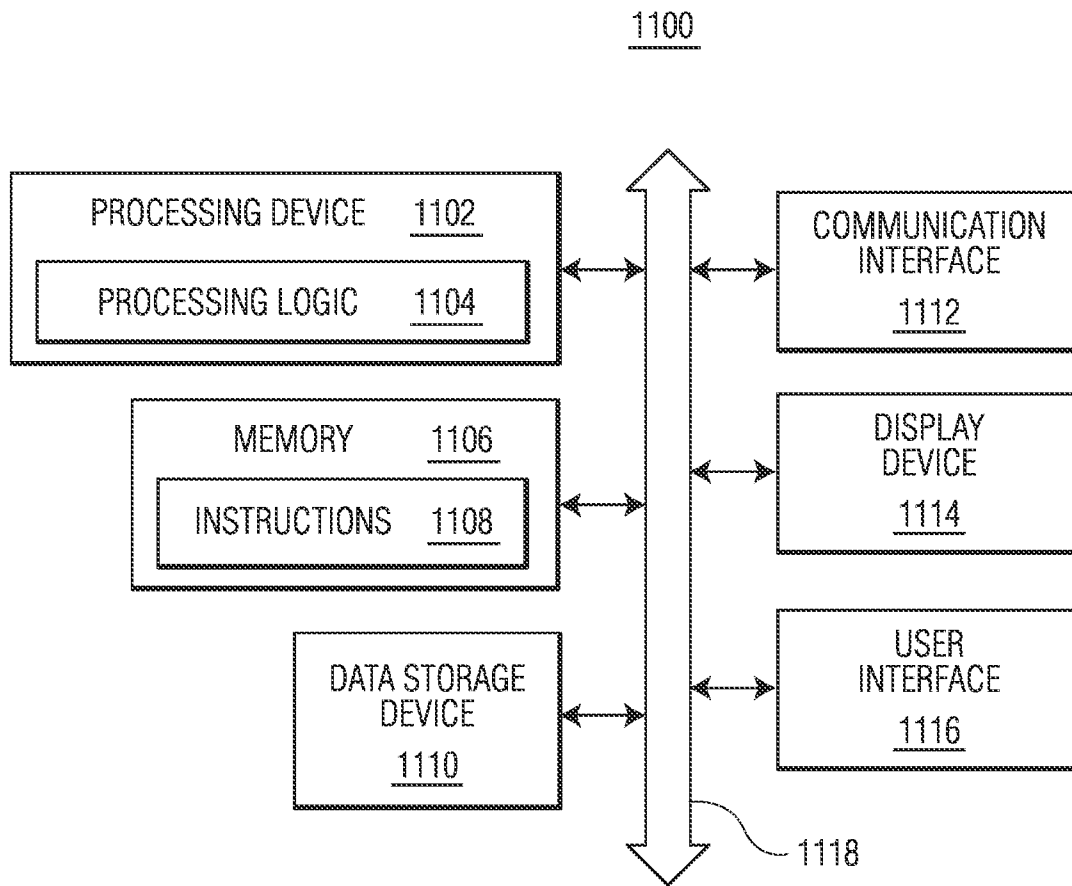 1100
PROCESSING DEVICE 1102
PROCESSING LOGIC 1104
MEMORY 1106
INSTRUCTIONS 1108
DATA STORAGE
DEVICE
1110
COMMUNICATION
INTERFACE
1112
DISPLAY
DEVICE
1114
USER
INTERFACE
1116
1118